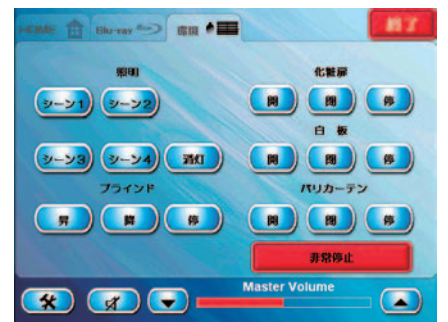 HOME Blu-ray 環境 終了
照明 化粧扉
シーン1 シーン2 開 閉 停
白 板
シーン3 シーン4 消灯 開 閉 停
ブラインド バリカーテン
昇 降 停 開 閉 停
非常停止
Master Volume